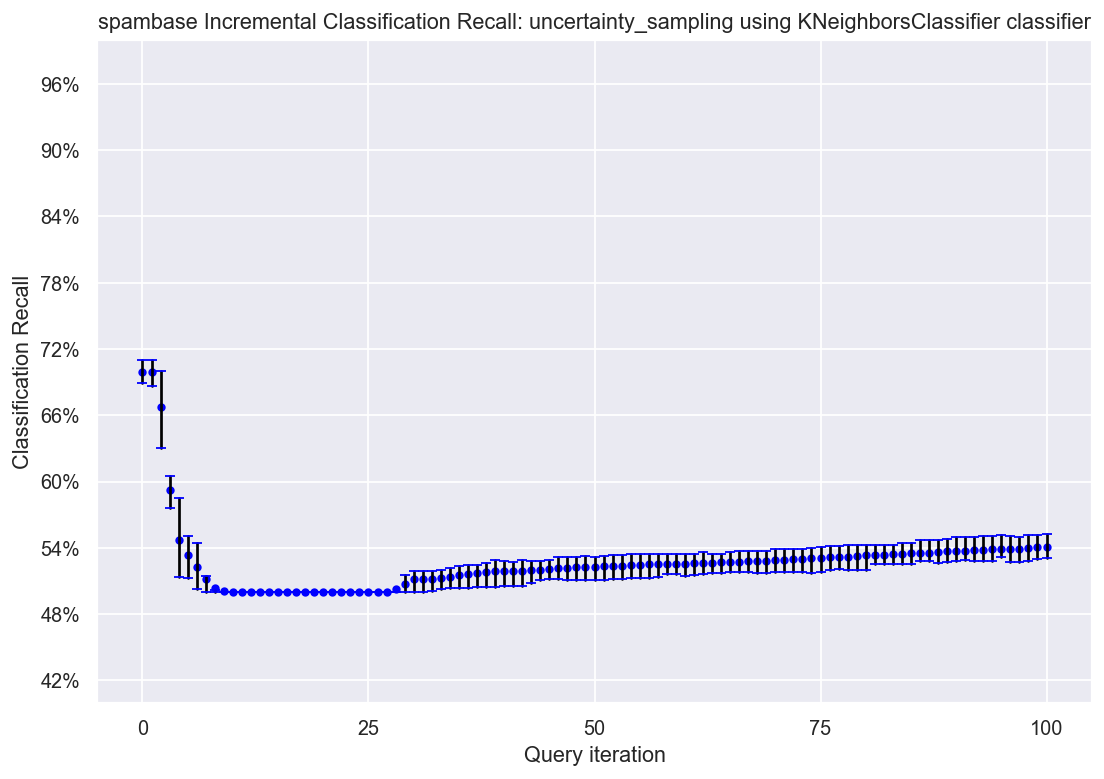 spambase Incremental Classification Recall: uncertainty_sampling using KNeighborsClassifier classifier
96%
90%
84%
78%
72%
66%
60%
54%
48%
42%
Classification Recall
0 25 50 75 100
Query iteration